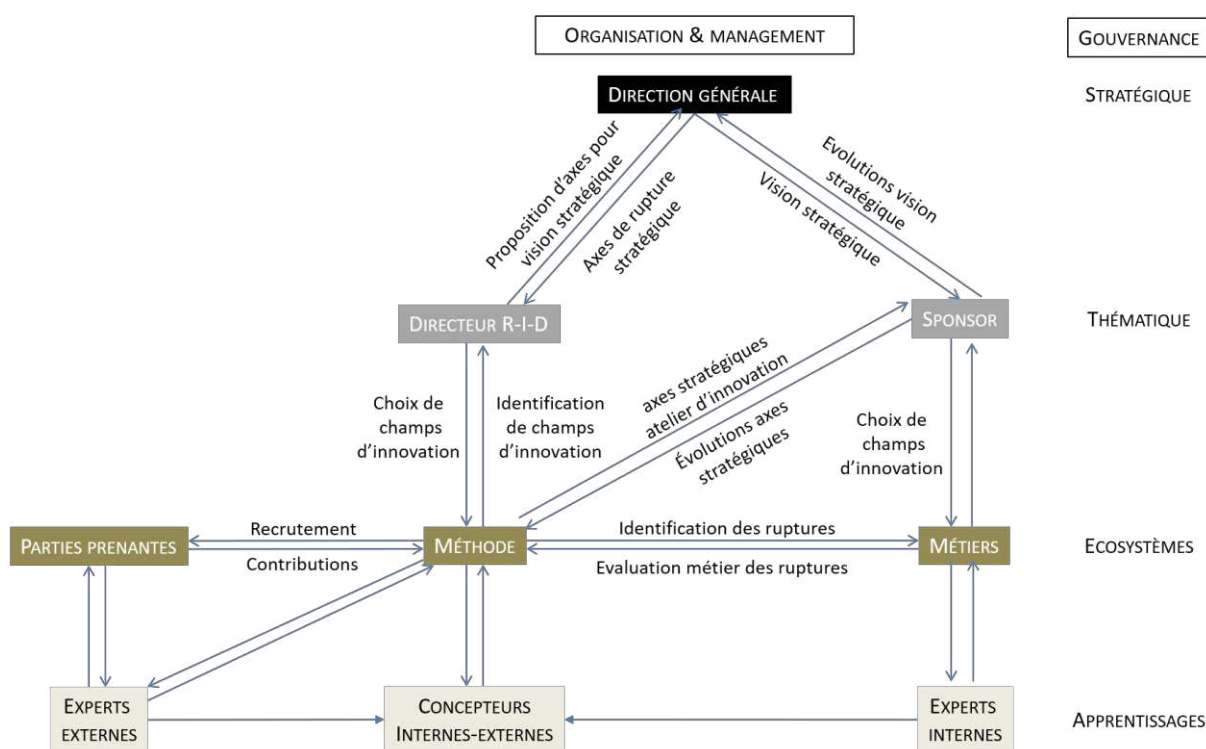 ORGANISATION & MANAGEMENT
GOUVERNANCE
DIRECTION GÉNÉRALE
STRATÉGIQUE
Proposition d'axes pour
vision stratégique
Axes de rupture
stratégique
Evolutions vision
stratégique
Vision stratégique
DIRECTEUR R-I-D
SPONSOR
THÉMATIQUE
Choix de
champs
d'innovation
Identification
de champs
d'innovation
axes stratégiques
atelier d'innovation
Évolutions axes
stratégiques
Choix de
champs
d'innovation
PARTIES PRENANTES
Recrutement
Contributions
MÉTHODE
Identification des ruptures
Evaluation métier des ruptures
MÉTIERS
ECOSYSTÈMES
EXPERTS
EXTERNES
CONCEPTEURS
INTERNES-EXTERNES
EXPERTS
INTERNES
APPRENTISSAGES